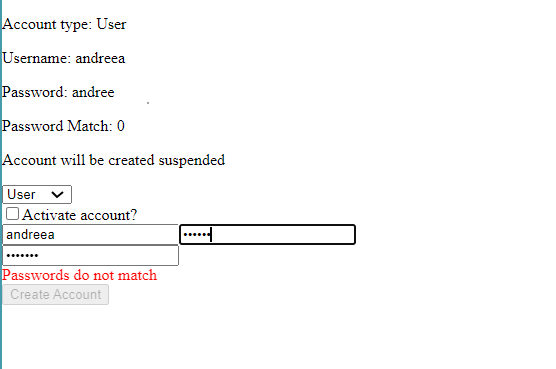 Account type: User
Username: andreea
Password: andree
Password Match: 0
Account will be created suspended
User
Activate account?
andreea ••••••
•••••••
Passwords do not match
Create Account